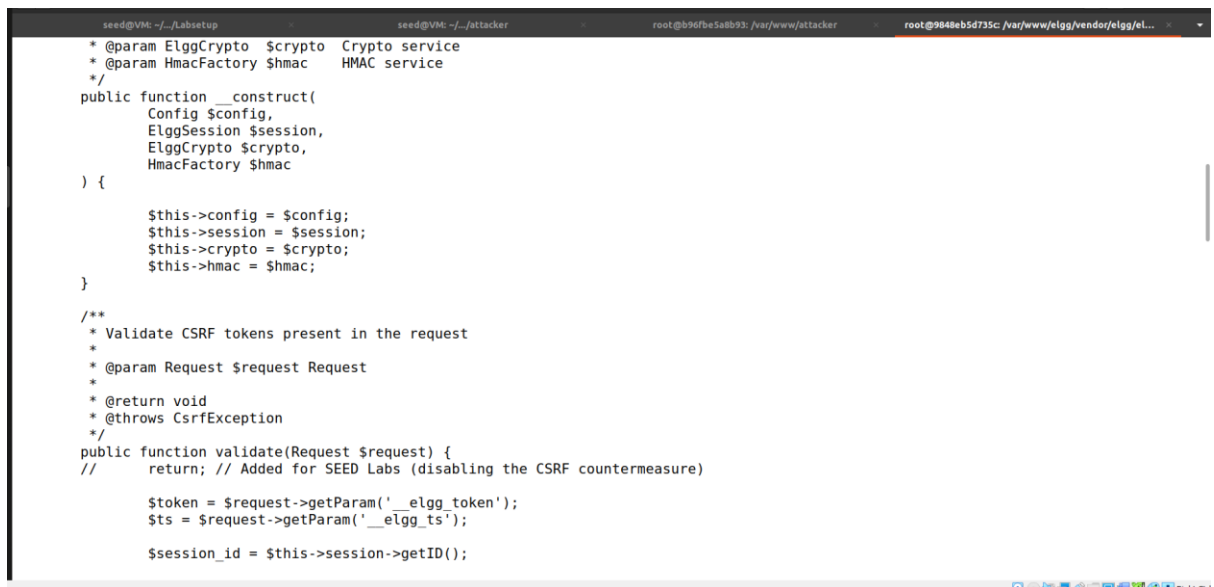 seed@VM: ~/.../Labsetup × seed@VM: ~/.../attacker × root@b96fbe5a8b93: /var/www/attacker × root@9848eb5d735c: /var/www/elgg/vendor/elgg/el... ×
 * @param ElggCrypto  $crypto  Crypto service
 * @param HmacFactory $hmac    HMAC service
 */
public function __construct(
        Config $config,
        ElggSession $session,
        ElggCrypto $crypto,
        HmacFactory $hmac
) {
        $this->config = $config;
        $this->session = $session;
        $this->crypto = $crypto;
        $this->hmac = $hmac;
}
/**
 * Validate CSRF tokens present in the request
 *
 * @param Request $request Request
 *
 * @return void
 * @throws CsrfException
 */
public function validate(Request $request) {
//      return; // Added for SEED Labs (disabling the CSRF countermeasure)
        $token = $request->getParam('__elgg_token');
        $ts = $request->getParam('__elgg_ts');
        $session_id = $this->session->getID();